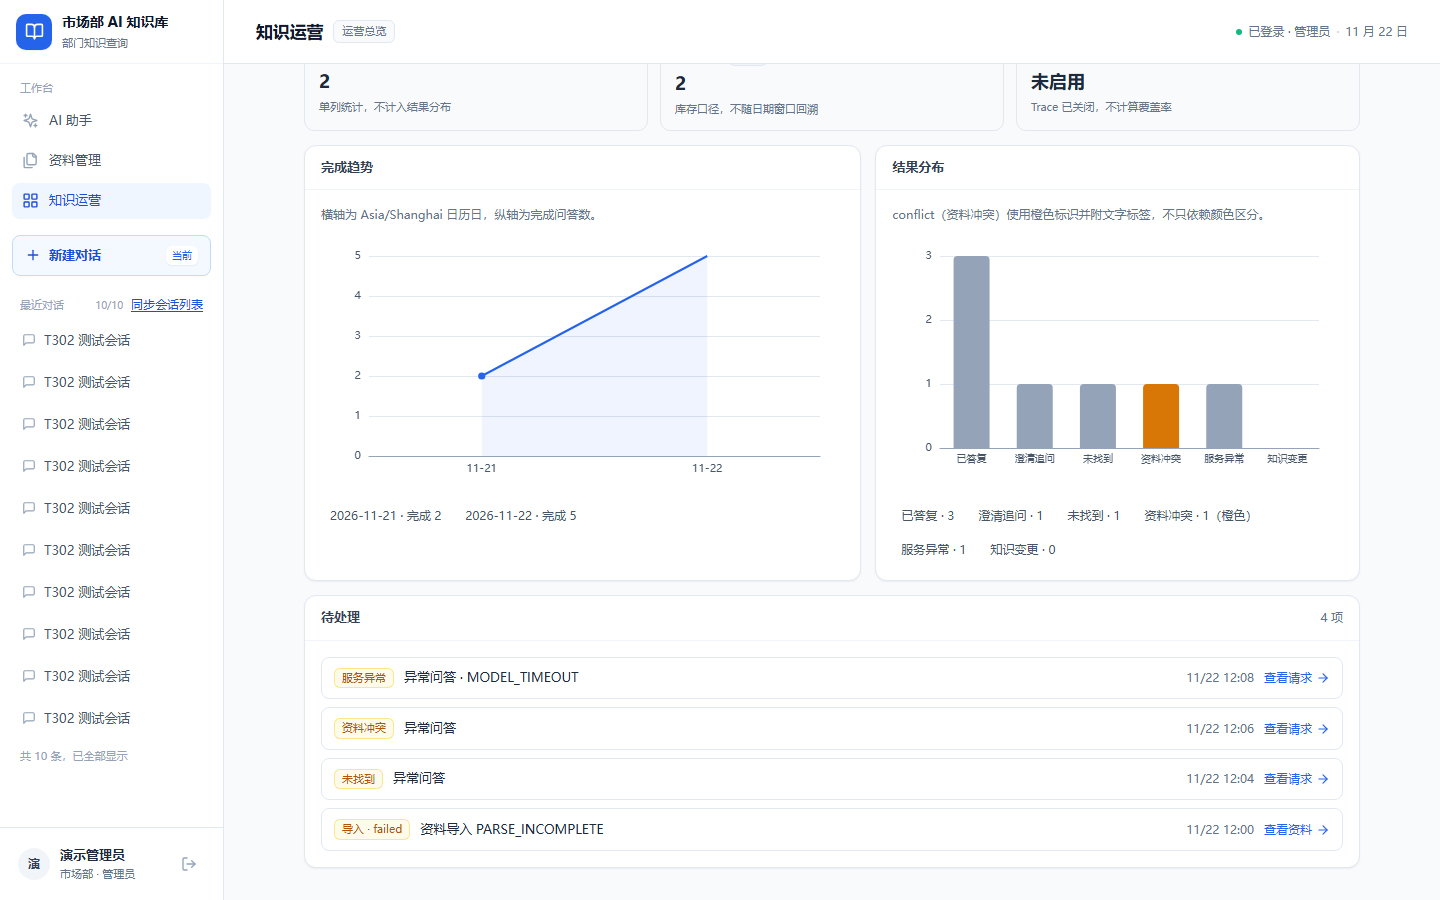 市场部 AI 知识库
部门知识查询
工作台
AI 助手
资料管理
知识运营
新建对话 当前
最近对话 10/10 同步会话列表
T302 测试会话
T302 测试会话
T302 测试会话
T302 测试会话
T302 测试会话
T302 测试会话
T302 测试会话
T302 测试会话
T302 测试会话
T302 测试会话
共 10 条，已全部显示
演 演示管理员
市场部 · 管理员
知识运营 运营总览
已登录 · 管理员 · 11 月 22 日
2
单列统计，不计入结果分布
2
库存口径，不随日期窗口回溯
未启用
Trace 已关闭，不计算覆盖率
完成趋势
横轴为 Asia/Shanghai 日历日，纵轴为完成问答数。
5
4
3
2
1
0
11-21 11-22
2026-11-21 · 完成 2 2026-11-22 · 完成 5
结果分布
conflict（资料冲突）使用橙色标识并附文字标签，不只依赖颜色区分。
3
2
1
0
已答复 澄清追问 未找到 资料冲突 服务异常 知识变更
已答复 · 3 澄清追问 · 1 未找到 · 1 资料冲突 · 1（橙色）
服务异常 · 1 知识变更 · 0
待处理 4 项
服务异常 异常问答 · MODEL_TIMEOUT 11/22 12:08 查看请求 →
资料冲突 异常问答 11/22 12:06 查看请求 →
未找到 异常问答 11/22 12:04 查看请求 →
导入 · failed 资料导入 PARSE_INCOMPLETE 11/22 12:00 查看资料 →